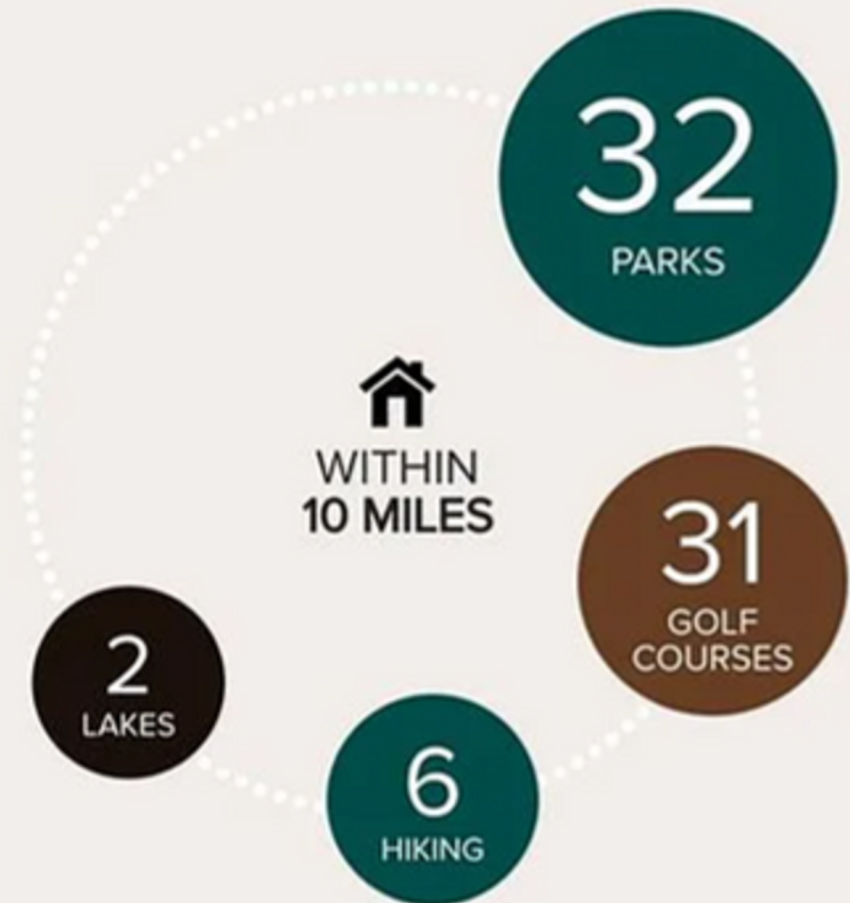 32
PARKS
WITHIN
10 MILES
31
GOLF
COURSES
2
LAKES
6
HIKING